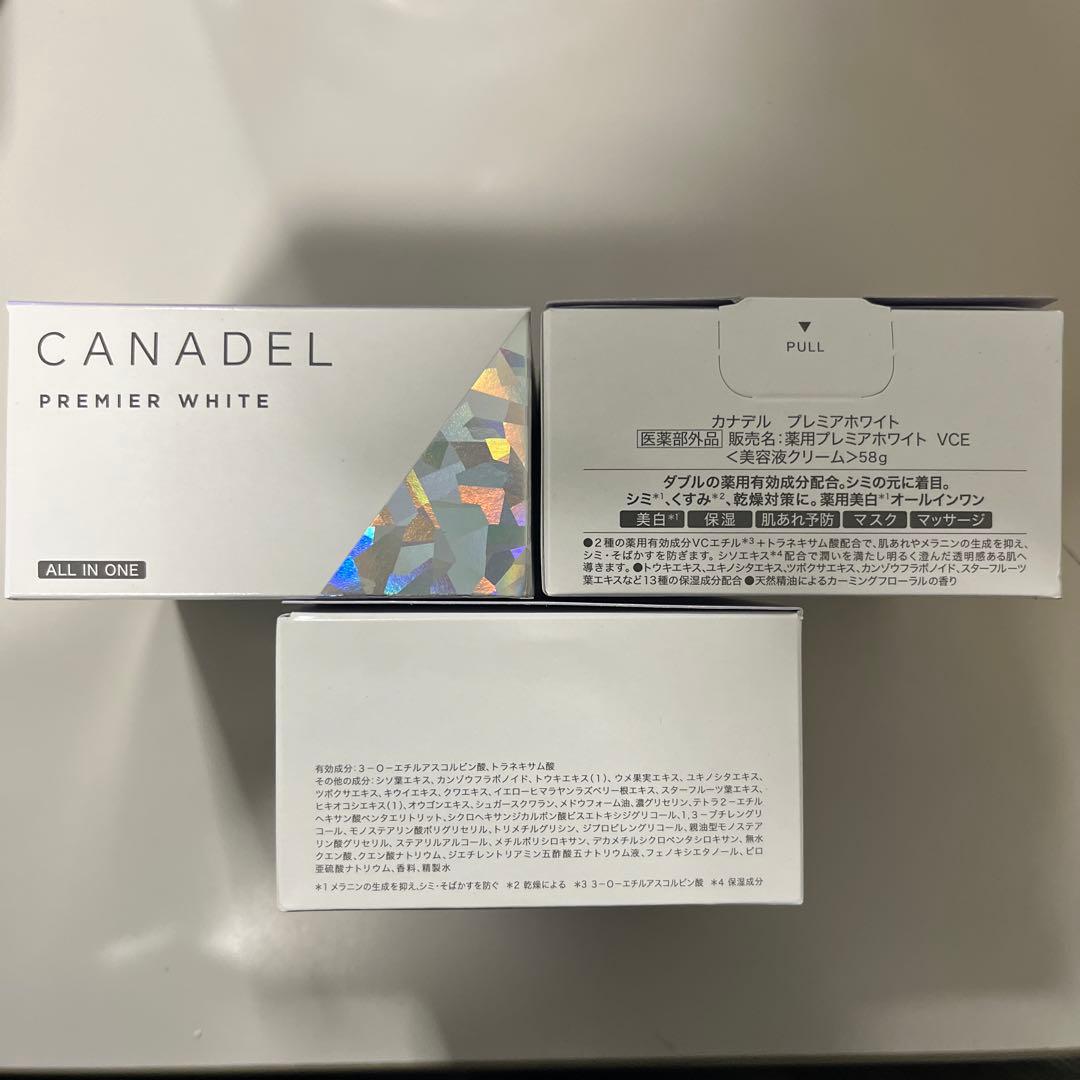 CANADEL
PREMIER WHITE
ALL IN ONE
▼
PULL
カナデル プレミアホワイト
医薬部外品 販売名：薬用プレミアホワイト VCE
＜美容液クリーム＞58g
ダブルの薬用有効成分配合。シミの元に着目。
シミ*1、くすみ*2、乾燥対策に。薬用美白*1オールインワン
美白*1 保湿 肌あれ予防 マスク マッサージ
●2種の薬用有効成分VCエチル*3＋トラネキサム酸配合で、肌あれやメラニンの生成を抑え、
シミ・そばかすを防ぎます。シソエキス*4配合で潤いを満たし明るく澄んだ透明感ある肌へ
導きます。●トウキエキス、ユキノシタエキス、ツボクサエキス、カンゾウフラボノイド、スターフルーツ
葉エキスなど13種の保湿成分配合 ●天然精油によるカーミングフローラルの香り
有効成分：3－O－エチルアスコルビン酸、トラネキサム酸
その他の成分：シソ葉エキス、カンゾウフラボノイド、トウキエキス(1)、ウメ果実エキス、ユキノシタエキス、
ツボクサエキス、キウイエキス、クワエキス、イエローヒマラヤンラズベリー根エキス、スターフルーツ葉エキス、
ヒキオコシエキス(1)、オウゴンエキス、シュガースクワラン、メドウフォーム油、濃グリセリン、テトラ2－エチル
ヘキサン酸ペンタエリトリット、シクロヘキサンジカルボン酸ビスエトキシジグリコール、1,3－ブチレングリ
コール、モノステアリン酸ポリグリセリル、トリメチルグリシン、ジプロピレングリコール、親油型モノステア
リン酸グリセリル、ステアリルアルコール、メチルポリシロキサン、デカメチルシクロペンタシロキサン、無水
クエン酸、クエン酸ナトリウム、ジエチレントリアミン五酢酸五ナトリウム液、フェノキシエタノール、ピロ
亜硫酸ナトリウム、香料、精製水
*1 メラニンの生成を抑え、シミ・そばかすを防ぐ *2 乾燥による *3 3－O－エチルアスコルビン酸 *4 保湿成分